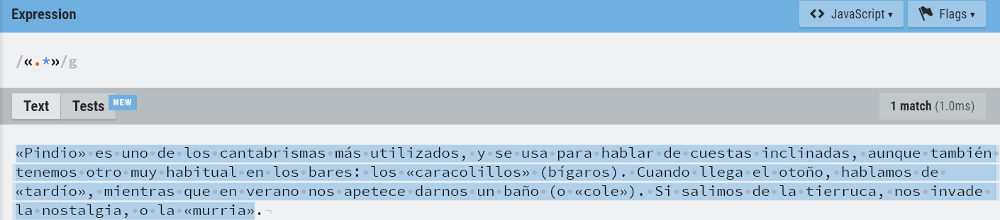 Expression
<> JavaScript ▾
Flags ▾
/«.*»/g
Text
Tests
NEW
1 match (1.0ms)
«Pindio» es uno de los cantabrismas más utilizados, y se usa para hablar de cuestas inclinadas, aunque también
tenemos otro muy habitual en los bares: los «caracolillos» (bígaros). Cuando llega el otoño, hablamos de
«tardío», mientras que en verano nos apetece darnos un baño (o «cole»). Si salimos de la tierruca, nos invade
la nostalgia, o la «murria».